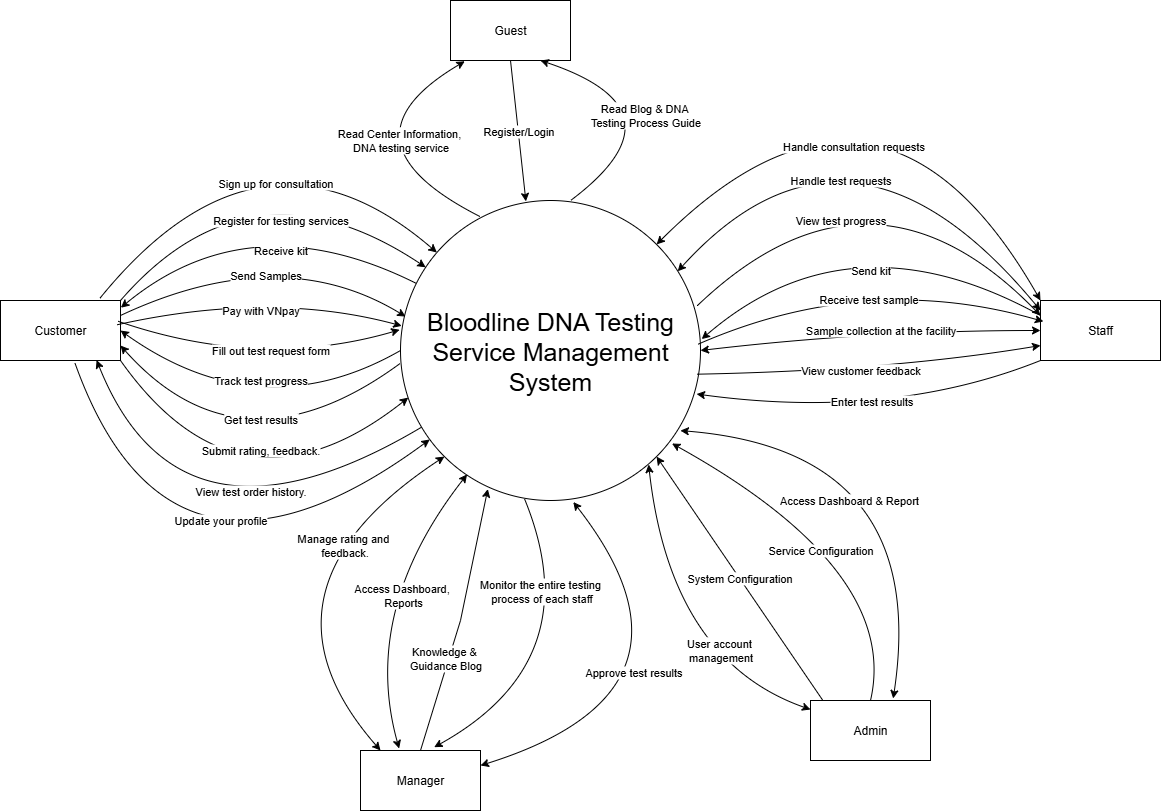 Guest
Read Center Information,
DNA testing service
Register/Login
Read Blog & DNA
Testing Process Guide
Sign up for consultation
Register for testing services
Receive kit
Send Samples
Pay with VNpay
Fill out test request form
Track test progress
Get test results
Submit rating, feedback.
View test order history.
Update your profile
Customer
Bloodline DNA Testing
Service Management
System
Handle consultation requests
Handle test requests
View test progress
Send kit
Receive test sample
Sample collection at the facility
View customer feedback
Enter test results
Staff
Manage rating and
feedback.
Access Dashboard,
Reports
Knowledge &
Guidance Blog
Monitor the entire testing
process of each staff
Approve test results
Manager
User account
management
System Configuration
Service Configuration
Access Dashboard & Report
Admin